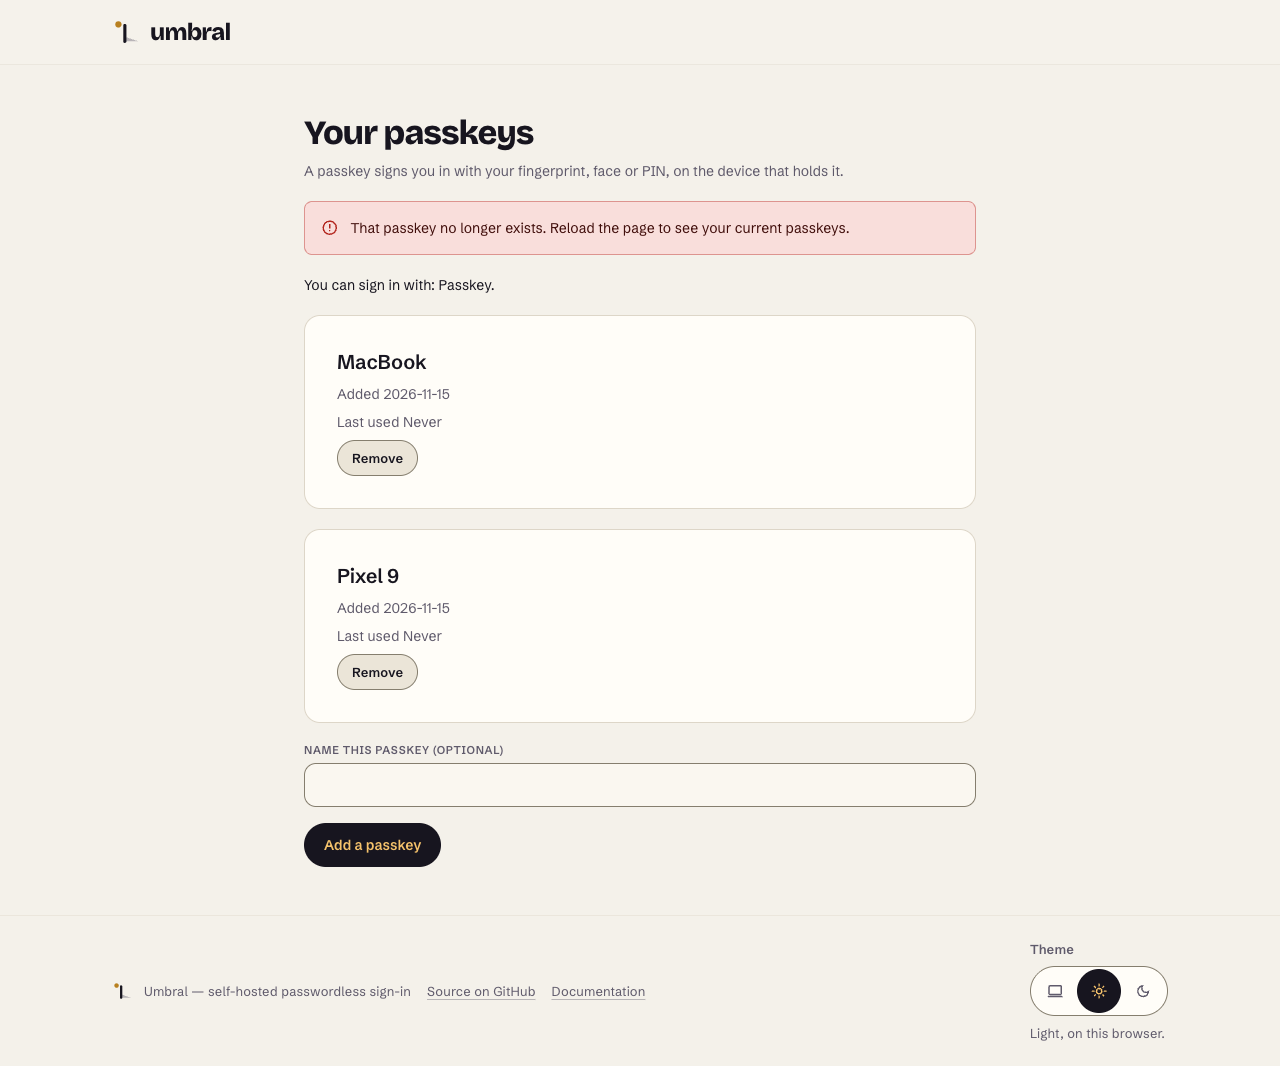 umbral
Your passkeys
A passkey signs you in with your fingerprint, face or PIN, on the device that holds it.
That passkey no longer exists. Reload the page to see your current passkeys.
You can sign in with: Passkey.
MacBook
Added 2026-11-15
Last used Never
Remove
Pixel 9
Added 2026-11-15
Last used Never
Remove
NAME THIS PASSKEY (OPTIONAL)
Add a passkey
Umbral — self-hosted passwordless sign-in Source on GitHub Documentation
Theme
Light, on this browser.